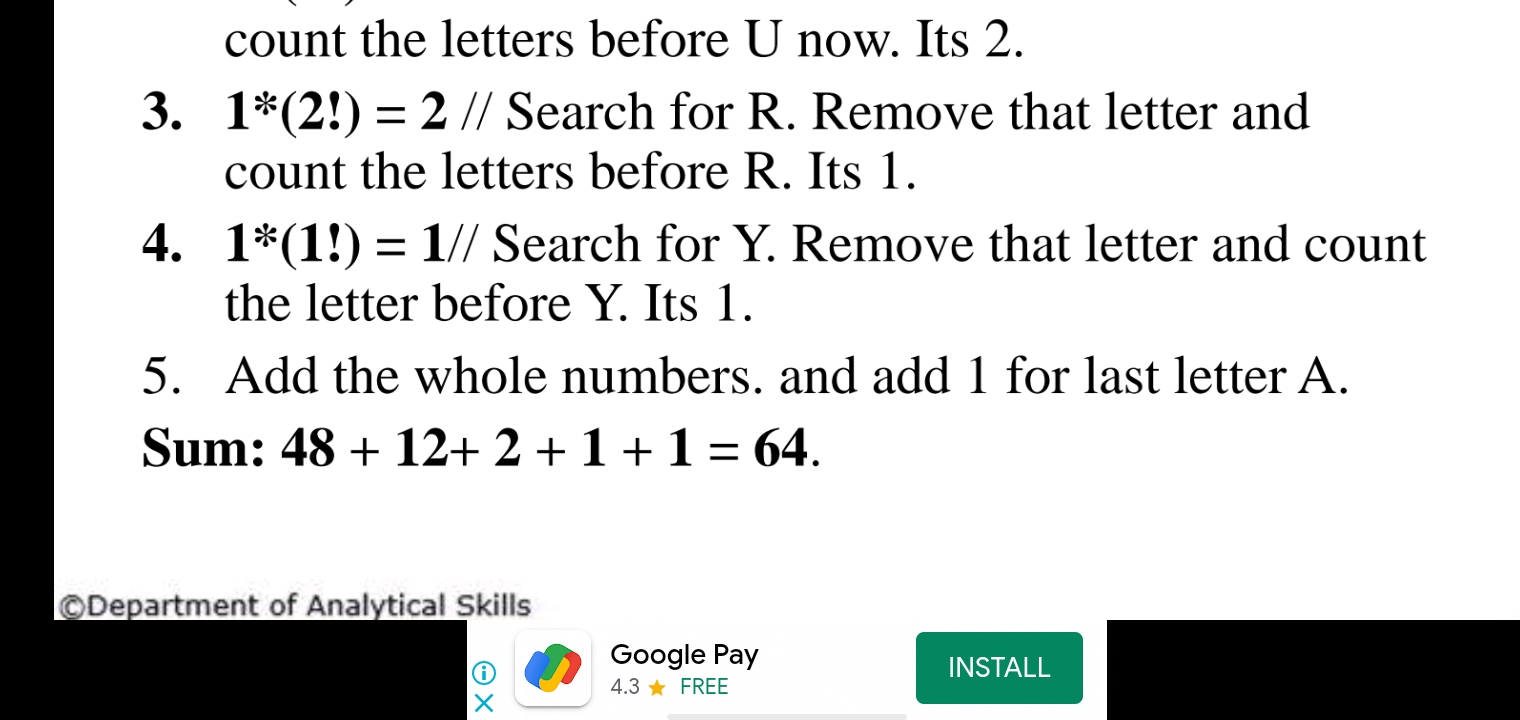 count the letters before U now. Its 2.
3. 1*(2!) = 2 // Search for R. Remove that letter and
count the letters before R. Its 1.
4. 1*(1!) = 1// Search for Y. Remove that letter and count
the letter before Y. Its 1.
5. Add the whole numbers. and add 1 for last letter A.
Sum: 48 + 12+ 2 + 1 + 1 = 64.
©Department of Analytical Skills
Google Pay
4.3 ★ FREE
INSTALL